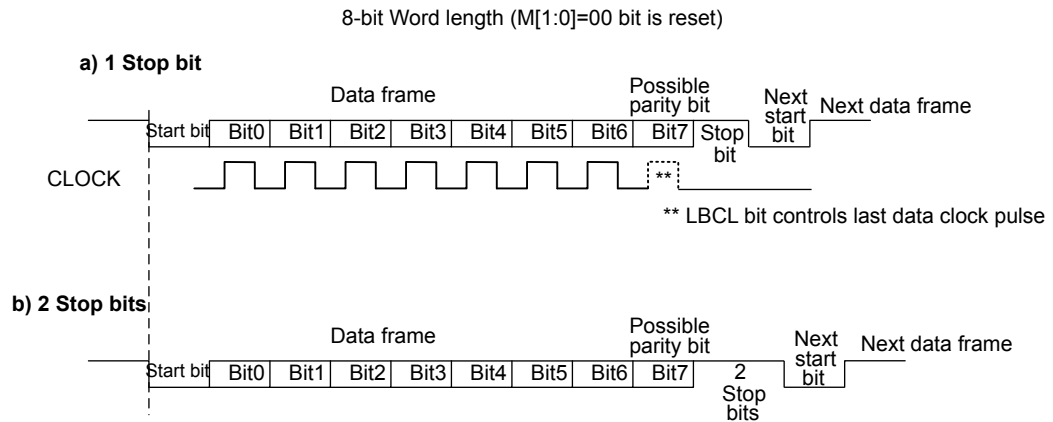 8-bit Word length (M[1:0]=00 bit is reset)
a) 1 Stop bit
Data frame
Possible
parity bit
Next
start
bit
Next data frame
Start bit
Bit0
Bit1
Bit2
Bit3
Bit4
Bit5
Bit6
Bit7
Stop
bit
CLOCK
**
** LBCL bit controls last data clock pulse
b) 2 Stop bits
Data frame
Possible
parity bit
Next
start
bit
Next data frame
Start bit
Bit0
Bit1
Bit2
Bit3
Bit4
Bit5
Bit6
Bit7
2
Stop
bits